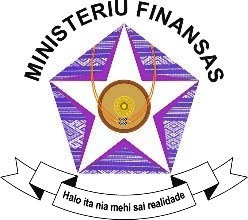 MINISTERIU FINANSAS
Halo ita nia mehi sai realidade